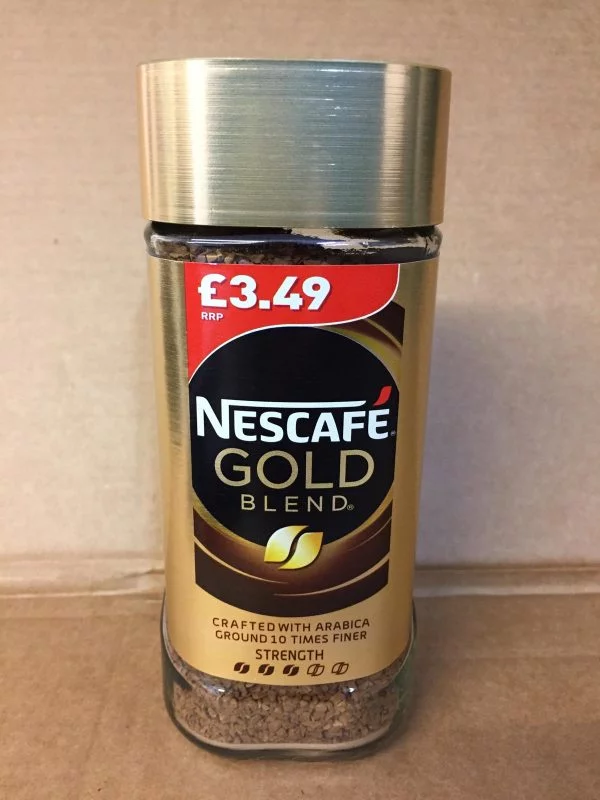 £3.49
RRP
NESCAFÉ®
GOLD
BLEND®
CRAFTED WITH ARABICA
GROUND 10 TIMES FINER
STRENGTH